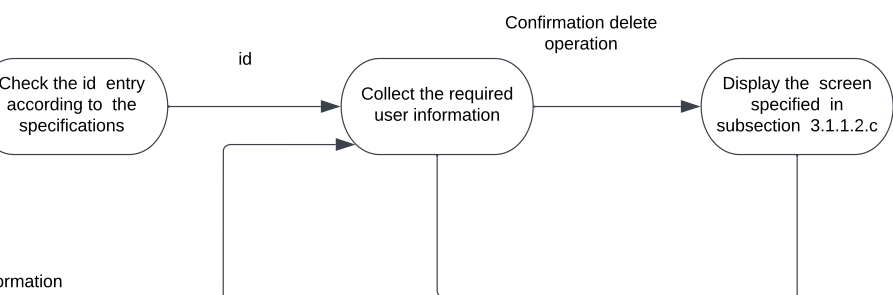 Confirmation delete
operation
id
Check the id entry
according to the
specifications
Collect the required
user information
Display the screen
specified in
subsection 3.1.1.2.c
ormation